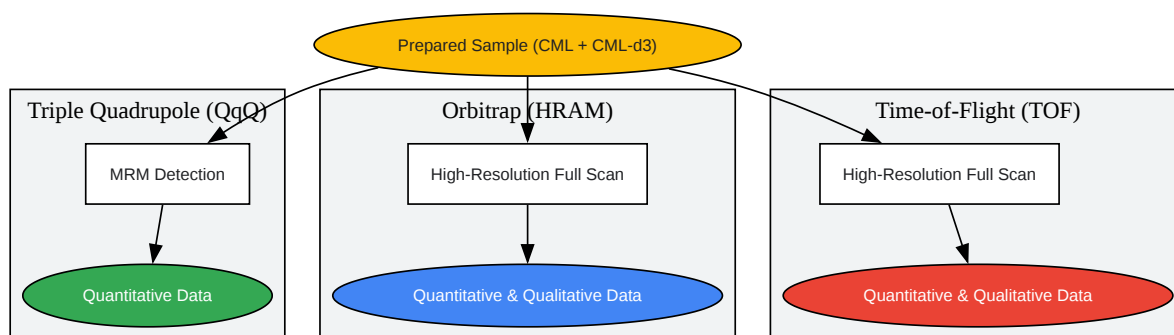 Prepared Sample (CML + CML-d3)
Triple Quadrupole (QqQ)
Orbitrap (HRAM)
Time-of-Flight (TOF)
MRM Detection
High-Resolution Full Scan
High-Resolution Full Scan
Quantitative Data
Quantitative & Qualitative Data
Quantitative & Qualitative Data